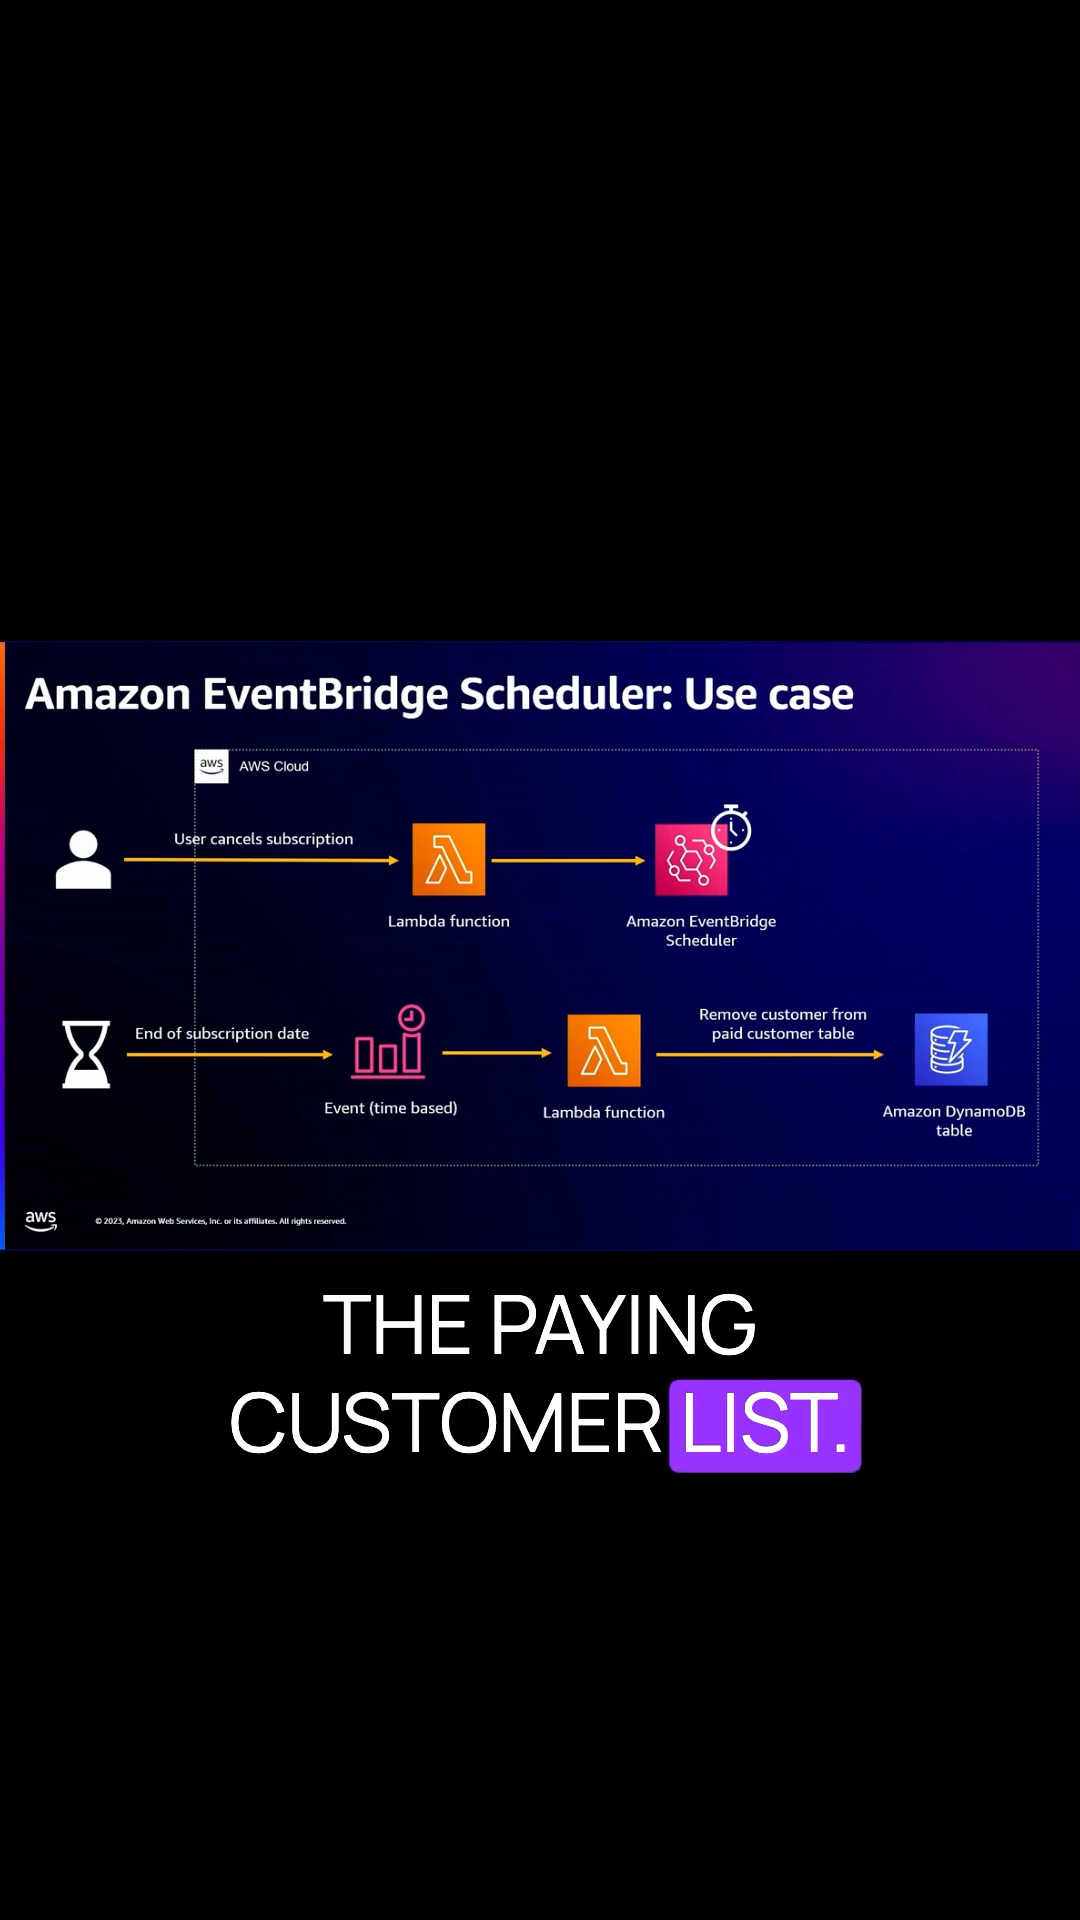 Amazon EventBridge Scheduler: Use case
aws
AWS Cloud
User cancels subscription
Lambda function
Amazon EventBridge
Scheduler
End of subscription date
Event (time based)
Lambda function
Remove customer from
paid customer table
Amazon DynamoDB
table
aws
© 2023, Amazon Web Services, Inc. or its affiliates. All rights reserved.
THE PAYING
CUSTOMER LIST.